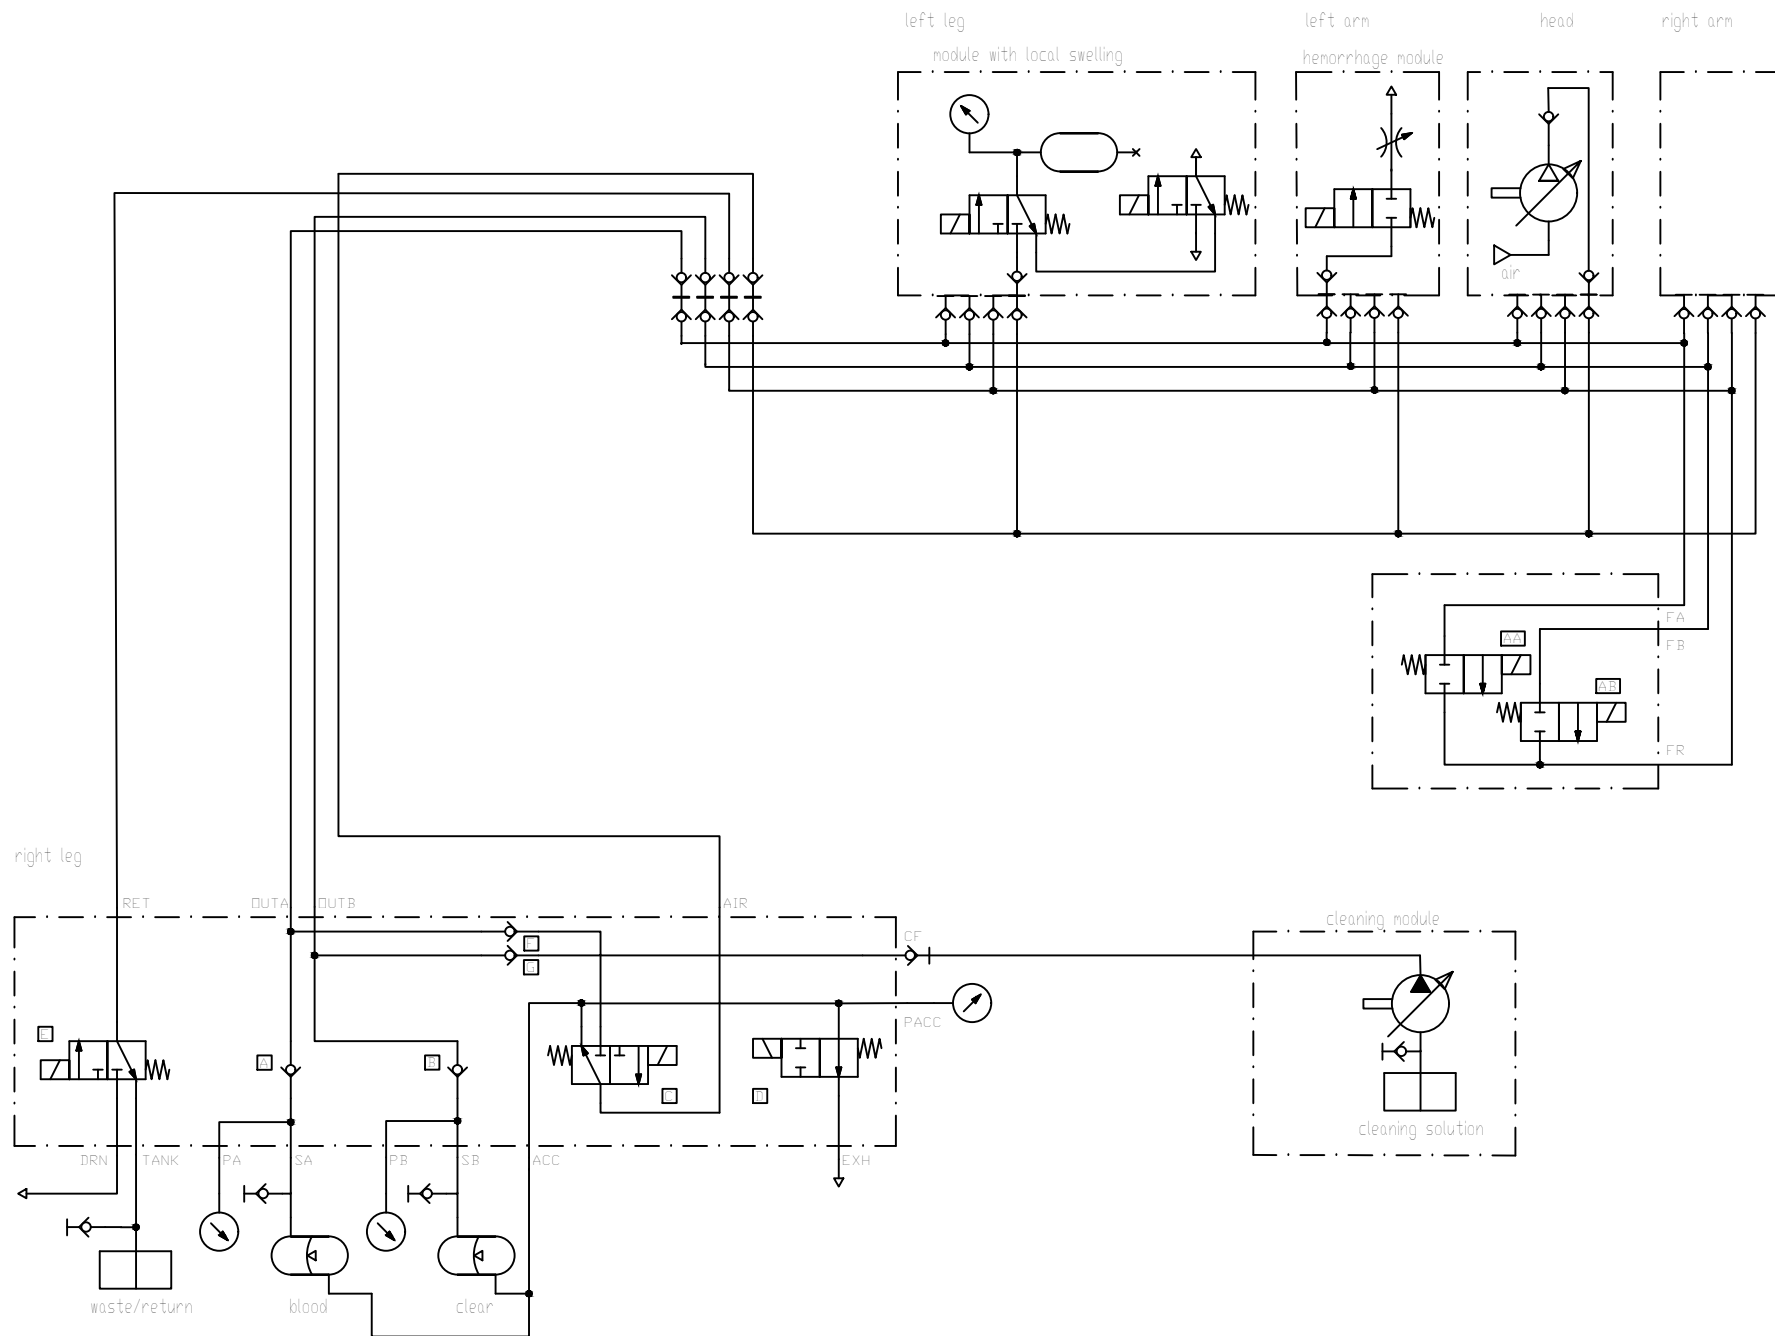 left leg
left arm
head
right arm
module with local swelling
hemorrhage module
air
FA
AA
FB
AB
FR
right leg
RET
OUTA
OUTB
AIR
cleaning module
CF
F
G
PACC
E
A
B
C
D
cleaning solution
DRN
TANK
PA
SA
PB
SB
ACC
EXH
waste/return
blood
clear